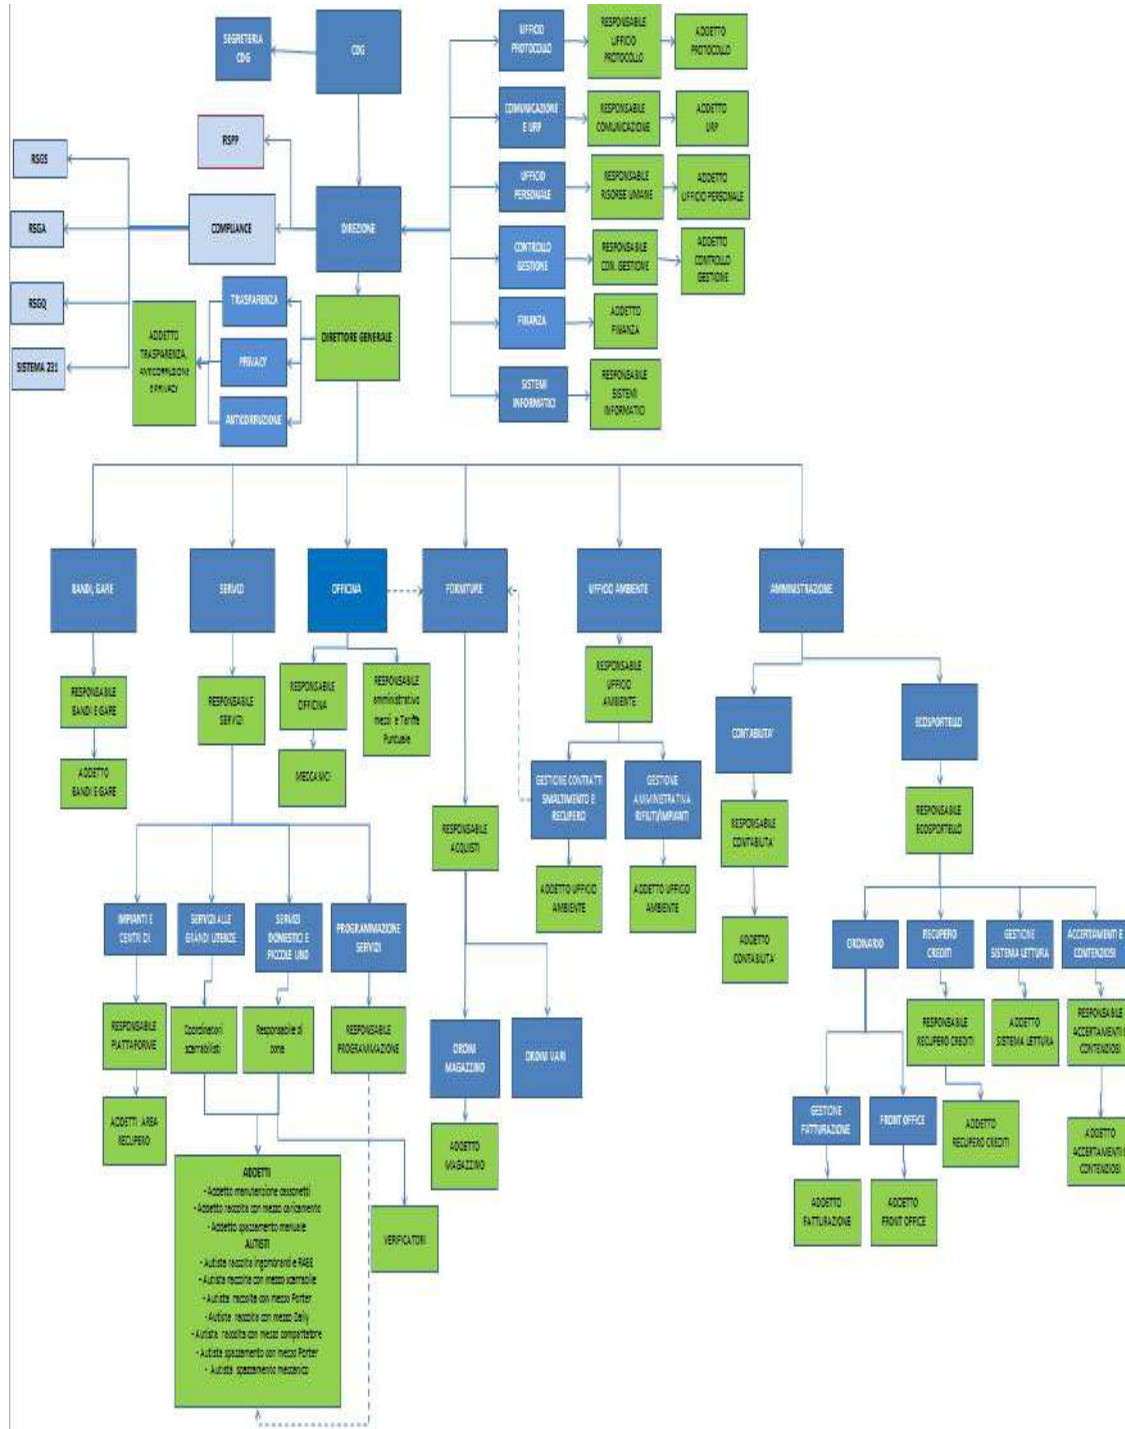 SEGRETERIA
CDG
CDG
UFFICIO
PROTOCOLLO
RESPONSABILE
UFFICIO
PROTOCOLLO
ADDETTO
PROTOCOLLO
COMUNICAZIONE
E URP
RESPONSABILE
COMUNICAZIONE
ADDETTO
URP
RSPP
RSGS
UFFICIO
PERSONALE
RESPONSABILE
RISORSE UMANE
ADDETTO
UFFICIO PERSONALE
RSGA
COMPLIANCE
DIREZIONE
CONTROLLO
GESTIONE
RESPONSABILE
CON. GESTIONE
ADDETTO
CONTROLLO
GESTIONE
RSGQ
TRASPARENZA
FINANZA
ADDETTO
FINANZA
SISTEMA 231
ADDETTO
TRASPARENZA,
ANTICORRUZIONE
E PRIVACY
PRIVACY
DIRETTORE GENERALE
ANTICORRUZIONE
SISTEMI
INFORMATICI
RESPONSABILE
SISTEMI
INFORMATICI
BANDI, GARE
SERVIZI
OFFICINA
FORNITURE
UFFICIO AMBIENTE
AMMINISTRAZIONE
RESPONSABILE
BANDI E GARE
ADDETTO
BANDI E GARE
RESPONSABILE
SERVIZI
RESPONSABILE
OFFICINA
MECCANICI
RESPONSABILE
amministrativo
mezzi e Tariffa
Puntuale
RESPONSABILE
UFFICIO
AMBIENTE
GESTIONE CONTRATTI
SMALTIMENTO E
RECUPERO
GESTIONE
AMMINISTRATIVA
RIFIUTI/IMPIANTI
ADDETTO UFFICIO
AMBIENTE
ADDETTO UFFICIO
AMBIENTE
RESPONSABILE
ACQUISTI
CONTABILITA'
RESPONSABILE
CONTABILITA'
ADDETTO
CONTABILITA'
ECOSPORTELLO
RESPONSABILE
ECOSPORTELLO
IMPIANTI E
CENTRI DI
SERVIZI ALLE
GRANDI UTENZE
SERVIZI
DOMESTICI E
PICCOLE UND
PROGRAMMAZIONE
SERVIZI
RESPONSABILE
PIATTAFORME
Coordinatori
scarrabilisti
Responsabile di
zona
RESPONSABILE
PROGRAMMAZIONE
ADDETTI AREA
RECUPERO
ORDINI
MAGAZZINO
ORDINI VARI
ADDETTO
MAGAZZINO
ORDINARIO
RECUPERO
CREDITI
GESTIONE
SISTEMA LETTURA
ACCERTAMENTI E
CONTENZIOSI
RESPONSABILE
RECUPERO CREDITI
ADDETTO
SISTEMA LETTURA
RESPONSABILE
ACCERTAMENTI E
CONTENZIOSI
GESTIONE
FATTURAZIONE
FRONT OFFICE
ADDETTO
RECUPERO CREDITI
ADDETTO
ACCERTAMENTI E
CONTENZIOSI
ADDETTO
FATTURAZIONE
ADDETTO
FRONT OFFICE
ADDETTI
- Addetto manutenzione cassonetti
- Addetto raccolta con mezzo caricamento
- Addetto spazzamento manuale
AUTISTI
- Autista raccolta ingombranti e RAEE
- Autista raccolta con mezzo scarrabile
- Autista raccolta con mezzo Porter
- Autista raccolta con mezzo Daily
- Autista raccolta con mezzo compattatore
- Autista spazzamento con mezzo Porter
- Autista spazzamento meccanico
VERIFICATORI